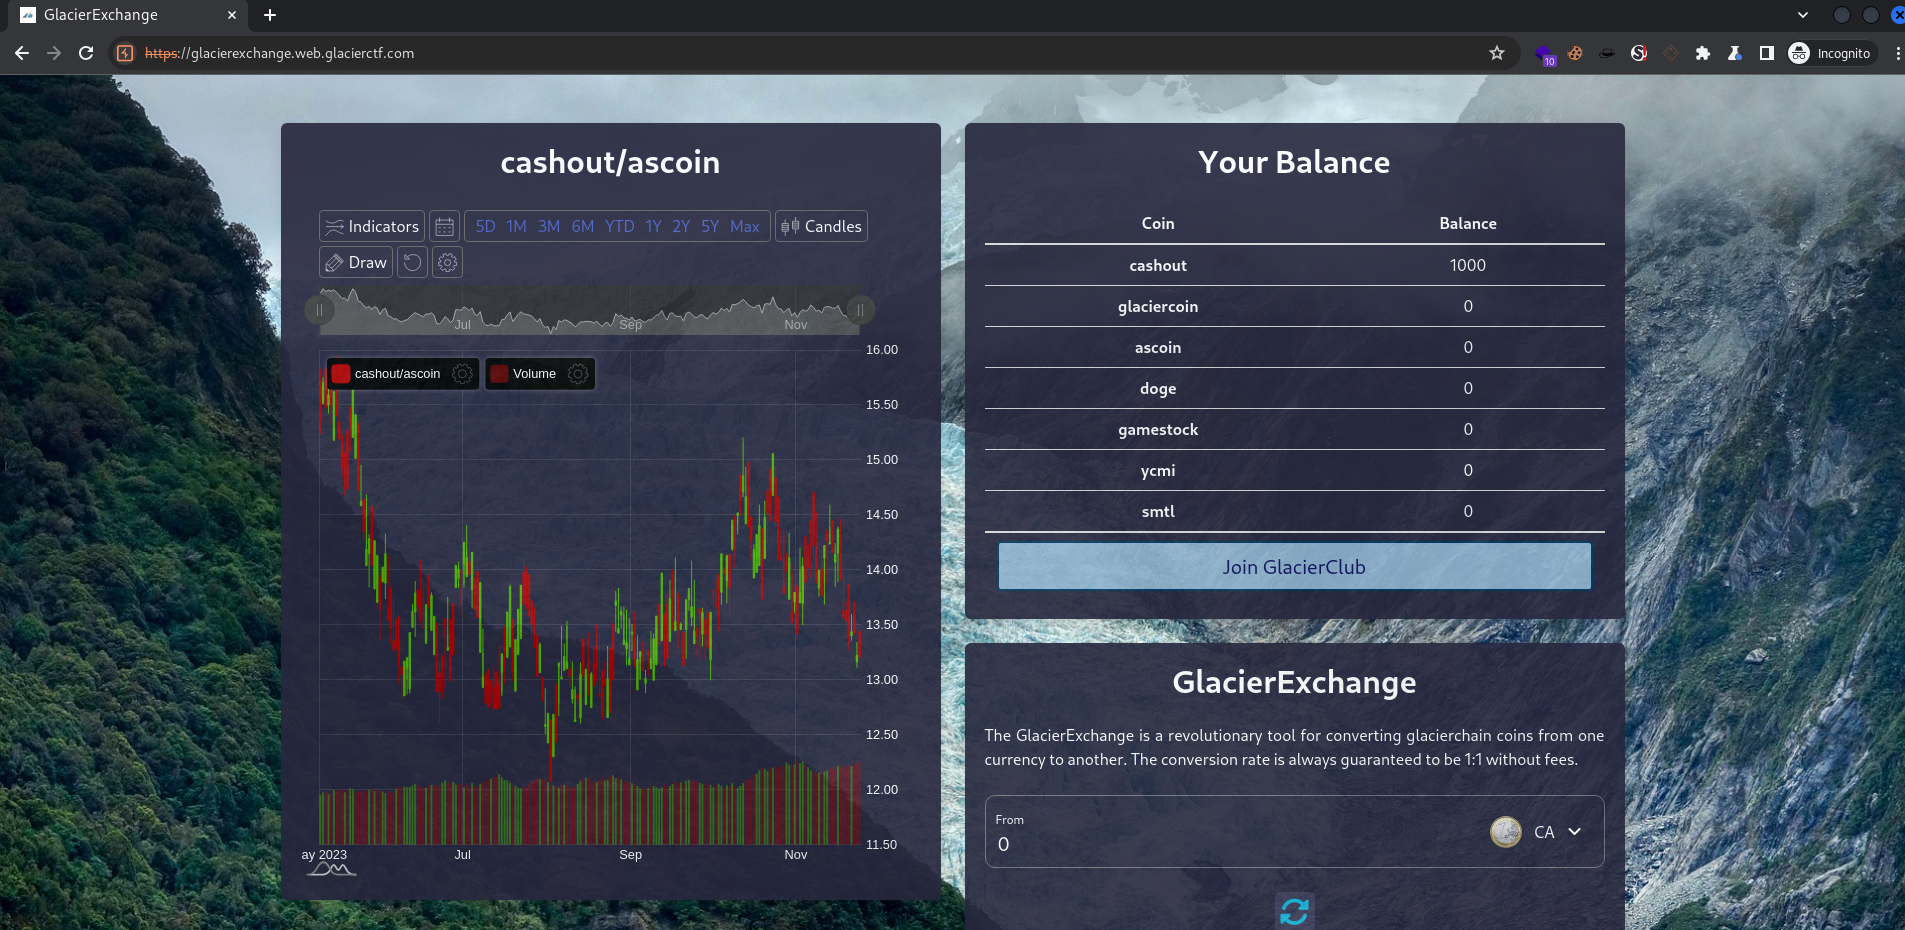 GlacierExchange
https://glacierexchange.web.glacierctf.com
10
Incognito
cashout/ascoin
Indicators
5D 1M 3M 6M YTD 1Y 2Y 5Y Max
Candles
Draw
Jul Sep Nov
cashout/ascoin
Volume
16.00
15.50
15.00
14.50
14.00
13.50
13.00
12.50
12.00
11.50
ay 2023 Jul Sep Nov
Your Balance
Coin Balance
cashout 1000
glaciercoin 0
ascoin 0
doge 0
gamestock 0
ycmi 0
smtl 0
Join GlacierClub
GlacierExchange
The GlacierExchange is a revolutionary tool for converting glacierchain coins from one
currency to another. The conversion rate is always guaranteed to be 1:1 without fees.
From
0
CA